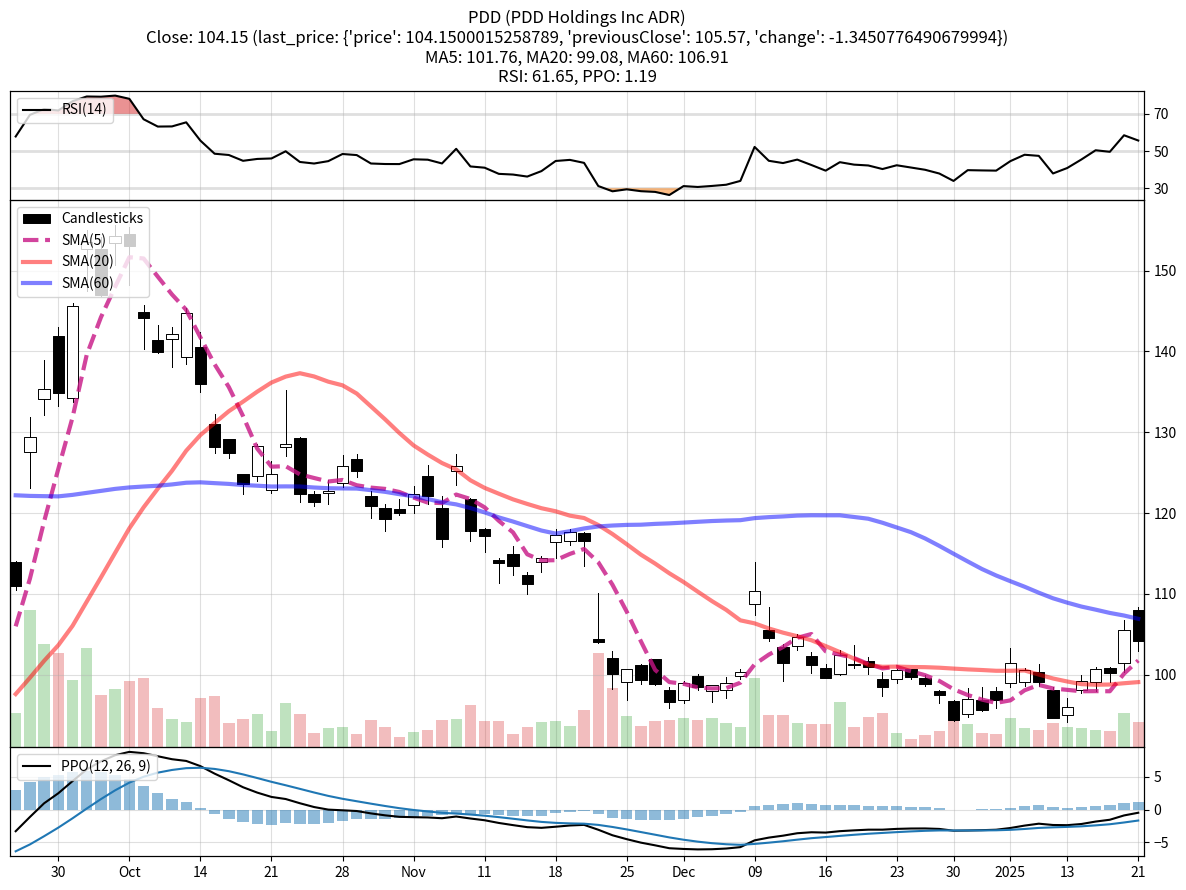 PDD (PDD Holdings Inc ADR)
Close: 104.15 (last_price: {'price': 104.1500015258789, 'previousClose': 105.57, 'change': -1.3450776490679994})
MA5: 101.76, MA20: 99.08, MA60: 106.91
RSI: 61.65, PPO: 1.19
RSI(14)
70
50
30
Candlesticks
SMA(5)
SMA(20)
SMA(60)
150
140
130
120
110
100
PPO(12, 26, 9)
5
0
−5
30 Oct 14 21 28 Nov 11 18 25 Dec 09 16 23 30 2025 13 21